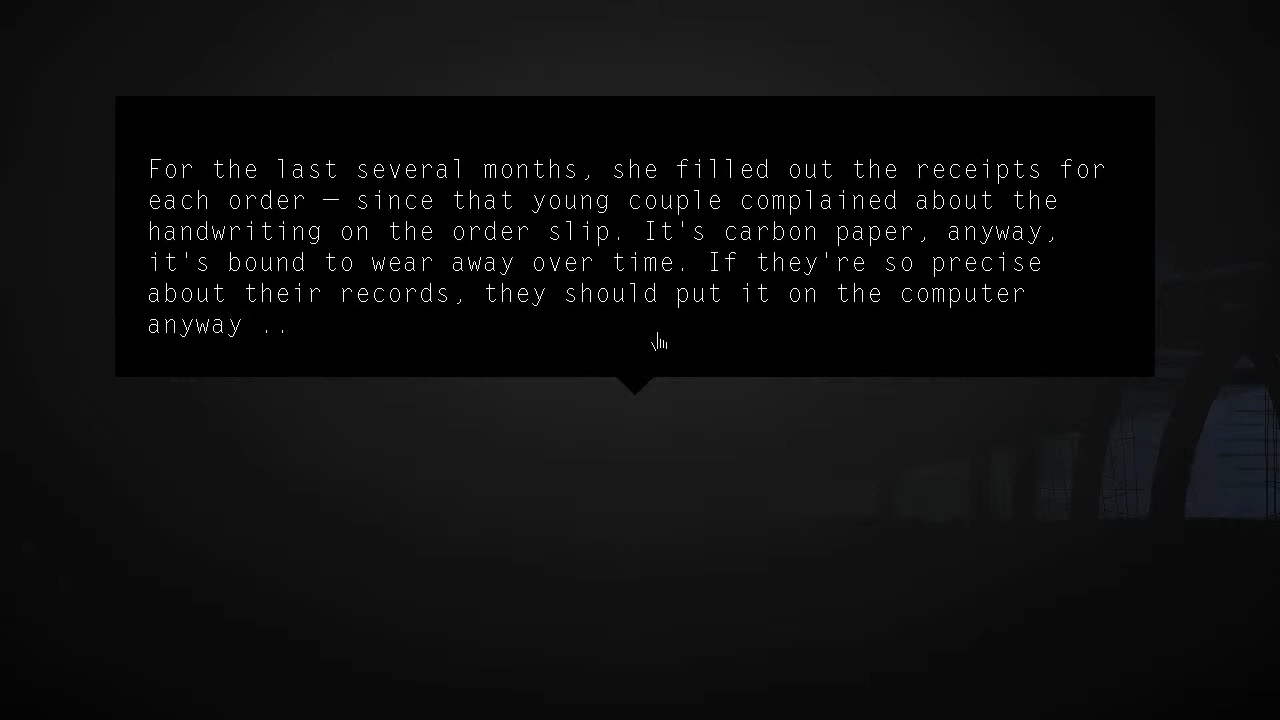 For the last several months, she filled out the receipts for
each order — since that young couple complained about the
handwriting on the order slip. It's carbon paper, anyway,
it's bound to wear away over time. If they're so precise
about their records, they should put it on the computer
anyway ..